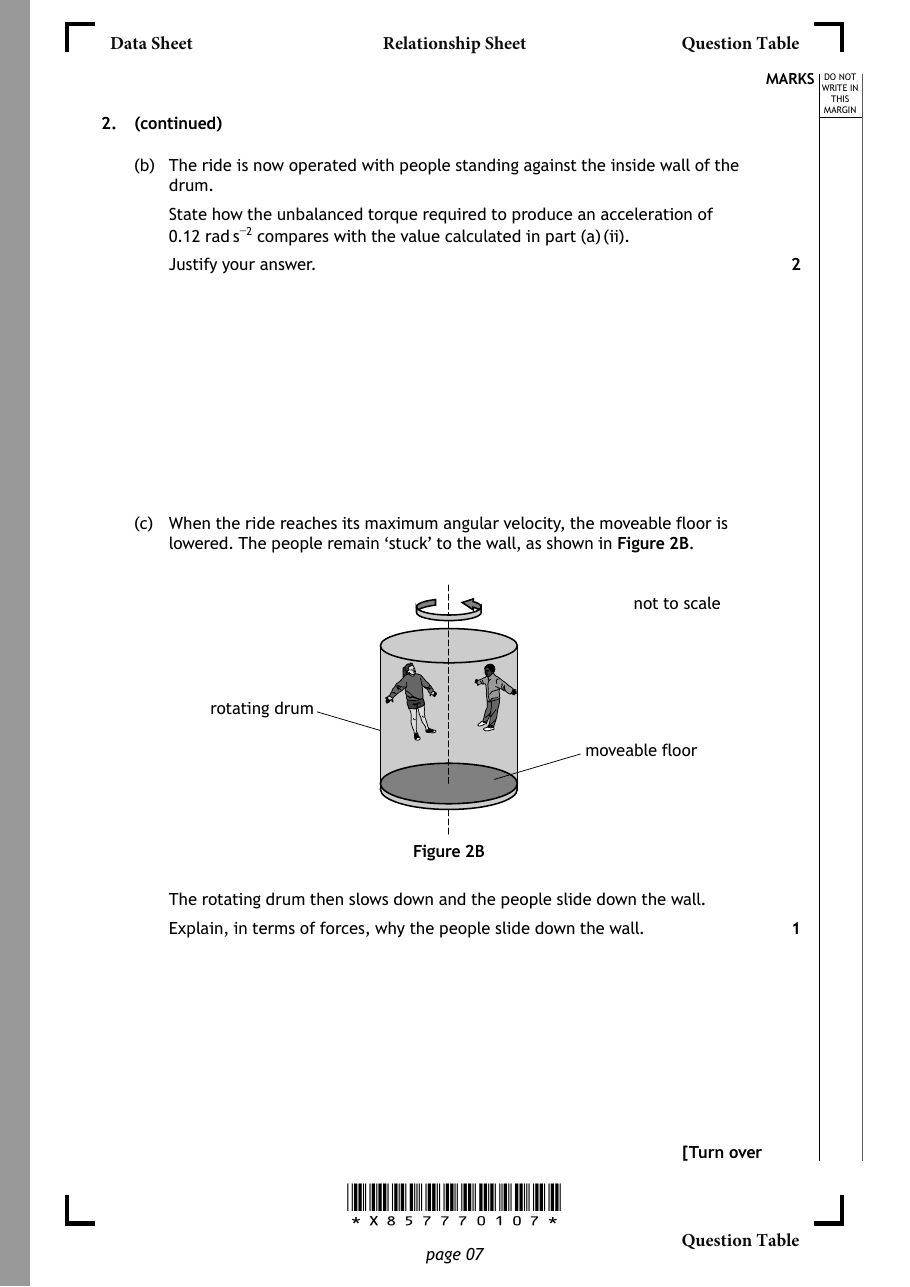 Data Sheet Relationship Sheet Question Table
MARKS
DO NOT
WRITE IN
THIS
MARGIN
2. (continued)
(b) The ride is now operated with people standing against the inside wall of the
drum.
State how the unbalanced torque required to produce an acceleration of
0.12 rad s⁻² compares with the value calculated in part (a) (ii).
Justify your answer. 2
(c) When the ride reaches its maximum angular velocity, the moveable floor is
lowered. The people remain ‘stuck’ to the wall, as shown in Figure 2B.
not to scale
rotating drum
moveable floor
Figure 2B
The rotating drum then slows down and the people slide down the wall.
Explain, in terms of forces, why the people slide down the wall. 1
[Turn over
* X 8 5 7 7 7 0 1 0 7 *
Question Table
page 07